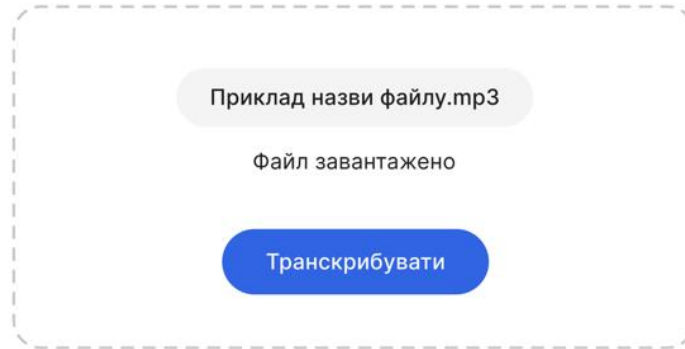 Приклад назви файлу.mp3
Файл завантажено
Транскрибувати